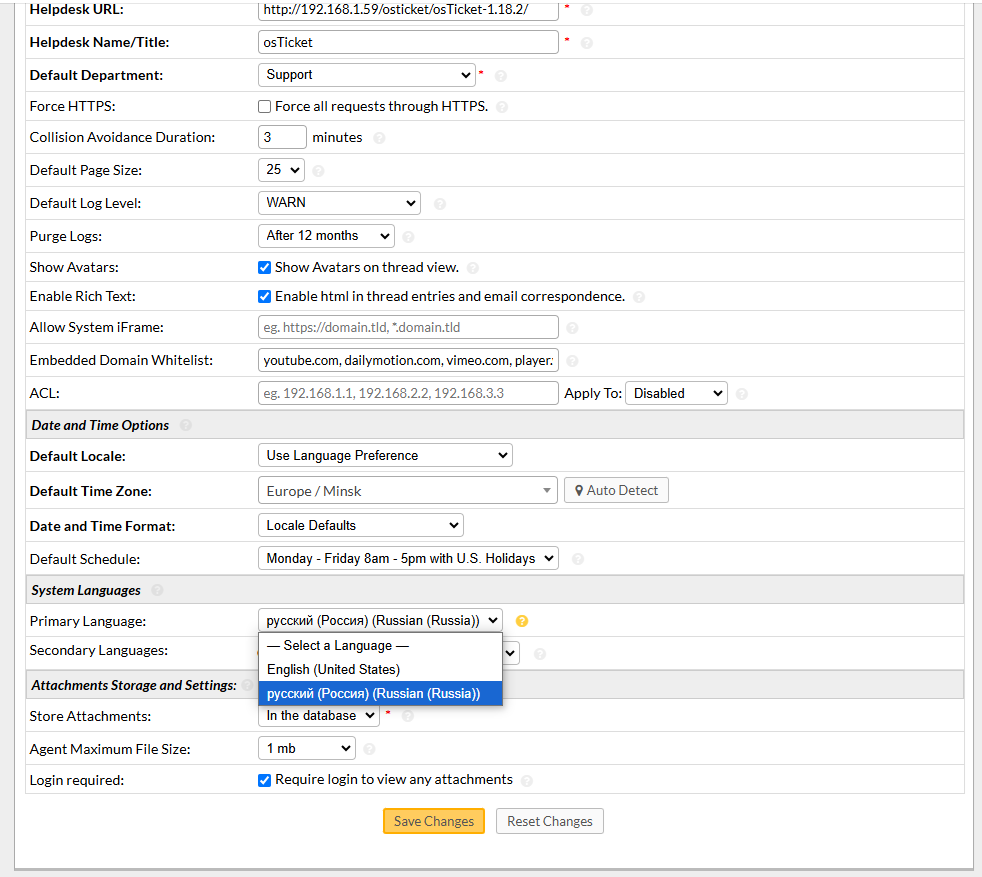 Helpdesk URL: http://192.168.1.59/osticket/osTicket-1.18.2/ *
Helpdesk Name/Title: osTicket *
Default Department: Support *
Force HTTPS: Force all requests through HTTPS.
Collision Avoidance Duration: 3 minutes
Default Page Size: 25
Default Log Level: WARN
Purge Logs: After 12 months
Show Avatars: Show Avatars on thread view.
Enable Rich Text: Enable html in thread entries and email correspondence.
Allow System iFrame: eg. https://domain.tld, *.domain.tld
Embedded Domain Whitelist: youtube.com, dailymotion.com, vimeo.com, player.
ACL: eg. 192.168.1.1, 192.168.2.2, 192.168.3.3 Apply To: Disabled
Date and Time Options
Default Locale: Use Language Preference
Default Time Zone: Europe / Minsk Auto Detect
Date and Time Format: Locale Defaults
Default Schedule: Monday - Friday 8am - 5pm with U.S. Holidays
System Languages
Primary Language: русский (Россия) (Russian (Russia))
— Select a Language —
English (United States)
русский (Россия) (Russian (Russia))
Secondary Languages:
Attachments Storage and Settings:
Store Attachments: In the database *
Agent Maximum File Size: 1 mb
Login required: Require login to view any attachments
Save Changes Reset Changes